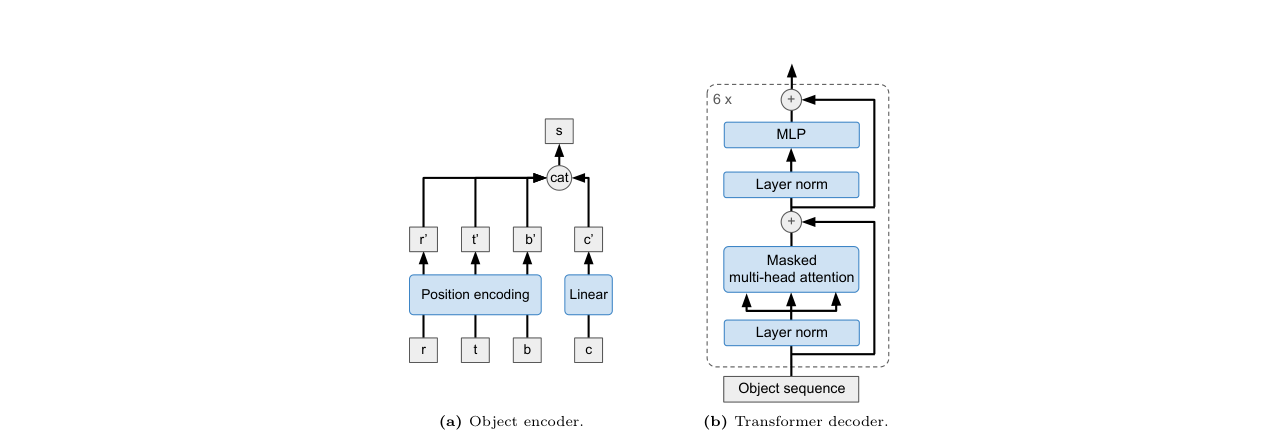 s
cat
r’
t’
b’
c’
Position encoding
Linear
r
t
b
c
(a) Object encoder.
6 x
+
MLP
Layer norm
+
Masked
multi-head attention
Layer norm
Object sequence
(b) Transformer decoder.